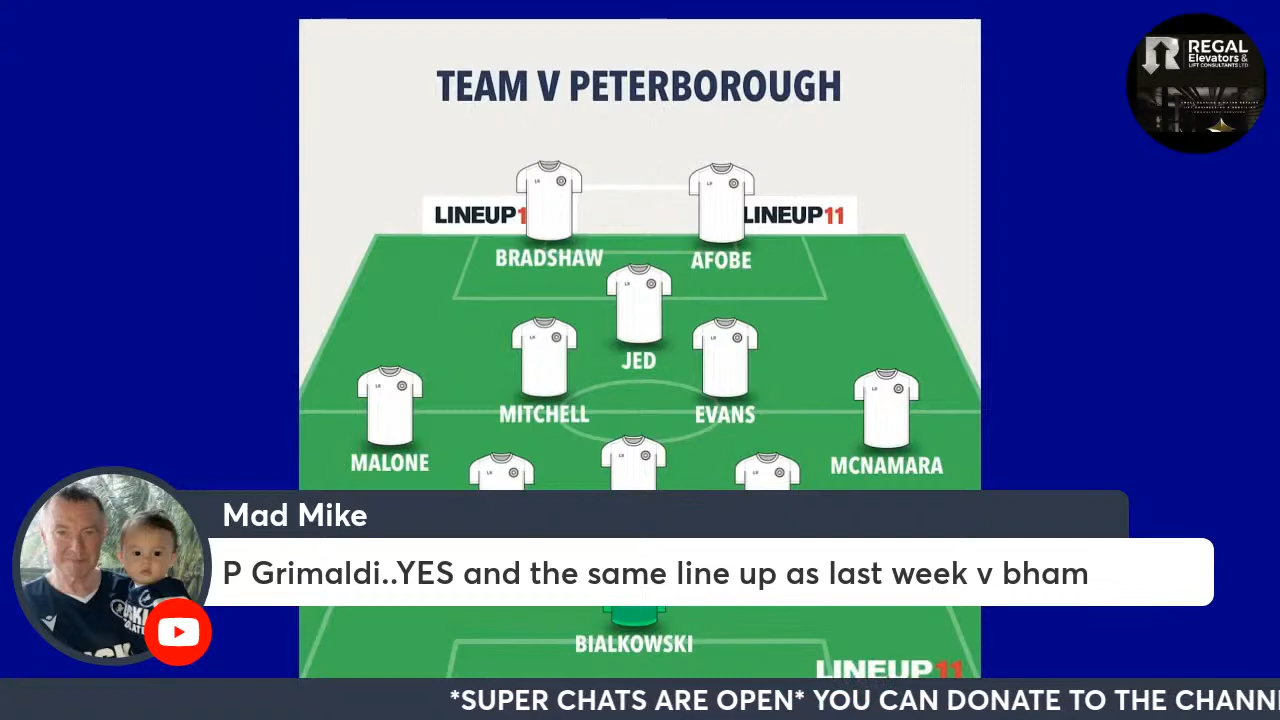 REGAL
Elevators &
LIFT CONSULTANTS LTD
TEAM V PETERBOROUGH
LINEUP1
LINEUP11
BRADSHAW
AFOBE
JED
MITCHELL
EVANS
MALONE
MCNAMARA
Mad Mike
P Grimaldi..YES and the same line up as last week v bham
BIALKOWSKI
LINEUP11
*SUPER CHATS ARE OPEN* YOU CAN DONATE TO THE CHANN